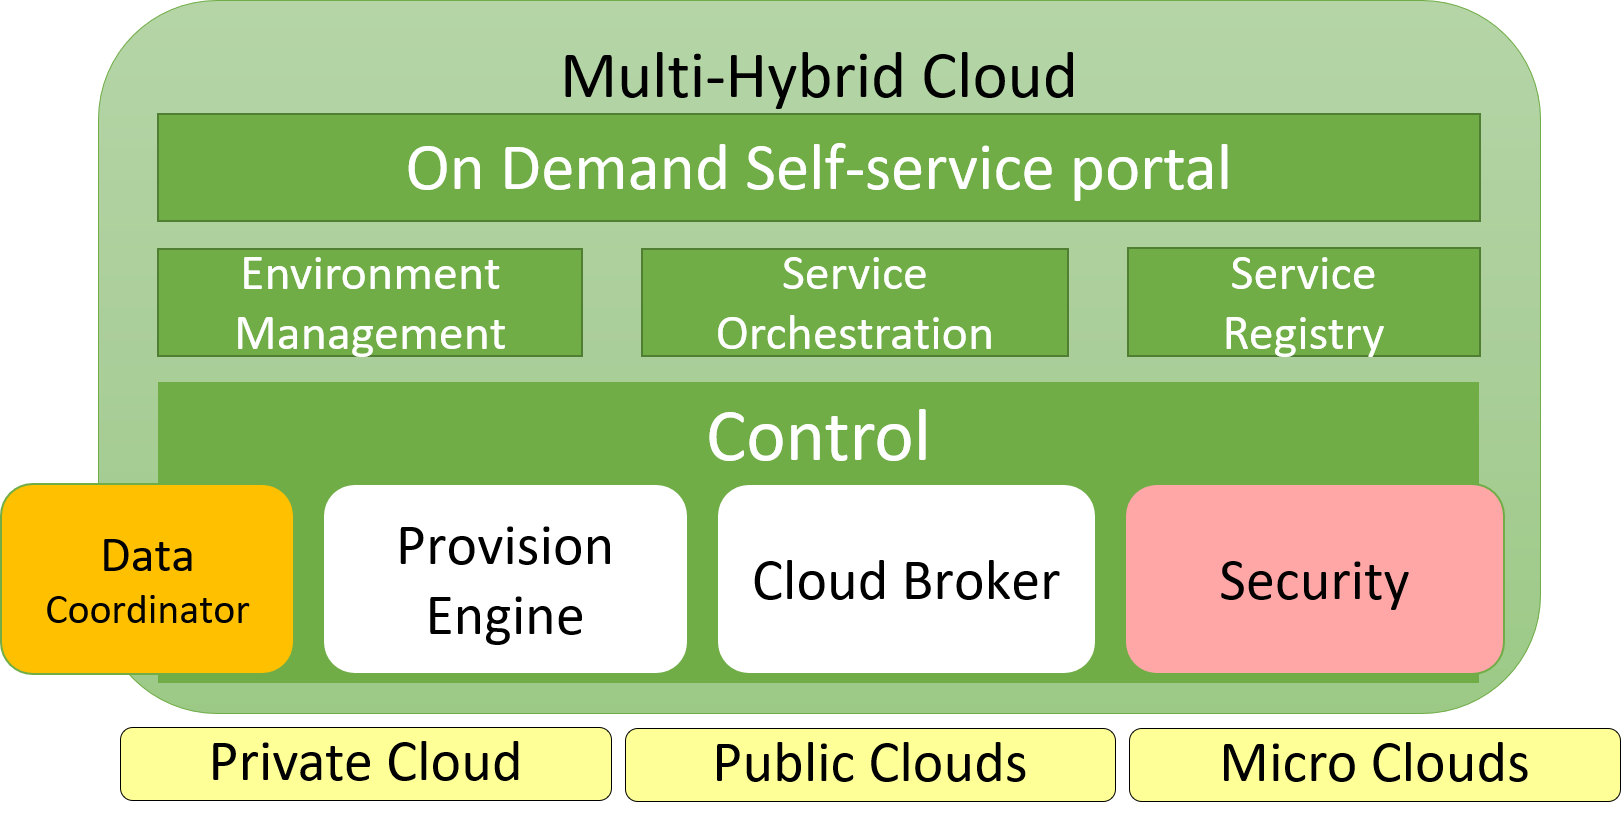 Multi-Hybrid Cloud
On Demand Self-service portal
Environment
Management
Service
Orchestration
Service
Registry
Control
Data
Coordinator
Provision
Engine
Cloud Broker
Security
Private Cloud
Public Clouds
Micro Clouds